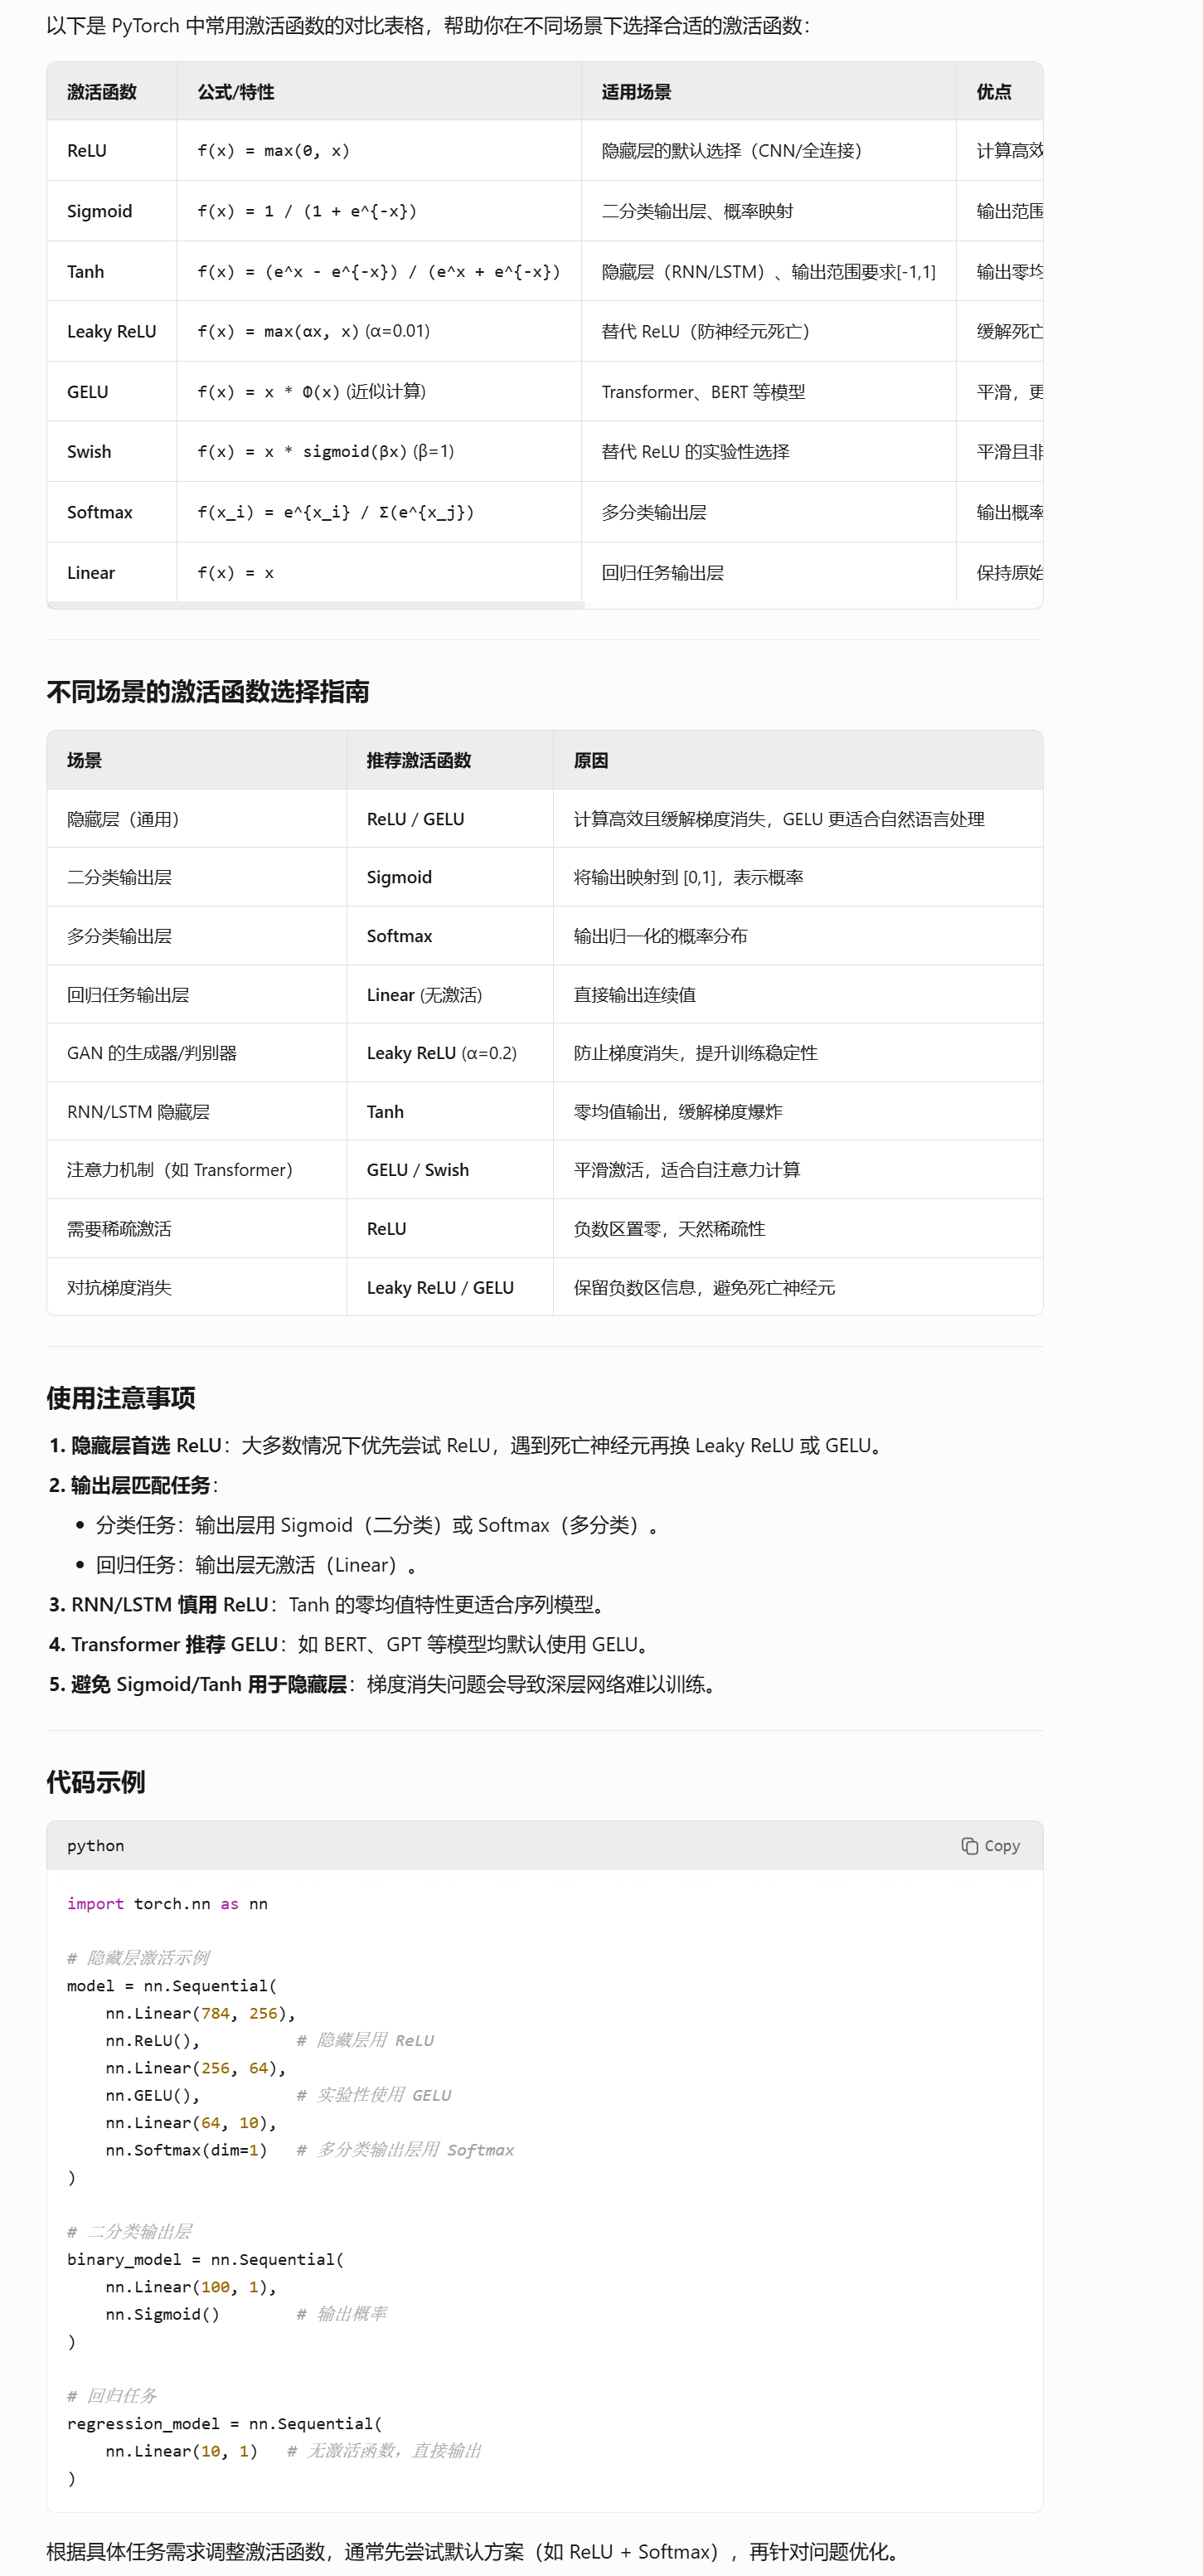 以下是 PyTorch 中常用激活函数的对比表格，帮助你在不同场景下选择合适的激活函数：
激活函数 公式/特性 适用场景 优点
ReLU f(x) = max(0, x) 隐藏层的默认选择（CNN/全连接） 计算高效
Sigmoid f(x) = 1 / (1 + e^{-x}) 二分类输出层、概率映射 输出范围
Tanh f(x) = (e^x - e^{-x}) / (e^x + e^{-x}) 隐藏层（RNN/LSTM）、输出范围要求[-1,1] 输出零均
Leaky ReLU f(x) = max(αx, x) (α=0.01) 替代 ReLU（防神经元死亡） 缓解死亡
GELU f(x) = x * Φ(x) (近似计算) Transformer、BERT 等模型 平滑，更
Swish f(x) = x * sigmoid(βx) (β=1) 替代 ReLU 的实验性选择 平滑且非
Softmax f(x_i) = e^{x_i} / Σ(e^{x_j}) 多分类输出层 输出概率
Linear f(x) = x 回归任务输出层 保持原始
不同场景的激活函数选择指南
场景 推荐激活函数 原因
隐藏层（通用） ReLU / GELU 计算高效且缓解梯度消失，GELU 更适合自然语言处理
二分类输出层 Sigmoid 将输出映射到 [0,1]，表示概率
多分类输出层 Softmax 输出归一化的概率分布
回归任务输出层 Linear (无激活) 直接输出连续值
GAN 的生成器/判别器 Leaky ReLU (α=0.2) 防止梯度消失，提升训练稳定性
RNN/LSTM 隐藏层 Tanh 零均值输出，缓解梯度爆炸
注意力机制（如 Transformer） GELU / Swish 平滑激活，适合自注意力计算
需要稀疏激活 ReLU 负数区置零，天然稀疏性
对抗梯度消失 Leaky ReLU / GELU 保留负数区信息，避免死亡神经元
使用注意事项
1. 隐藏层首选 ReLU：大多数情况下优先尝试 ReLU，遇到死亡神经元再换 Leaky ReLU 或 GELU。
2. 输出层匹配任务：
• 分类任务：输出层用 Sigmoid（二分类）或 Softmax（多分类）。
• 回归任务：输出层无激活（Linear）。
3. RNN/LSTM 慎用 ReLU：Tanh 的零均值特性更适合序列模型。
4. Transformer 推荐 GELU：如 BERT、GPT 等模型均默认使用 GELU。
5. 避免 Sigmoid/Tanh 用于隐藏层：梯度消失问题会导致深层网络难以训练。
代码示例
python Copy
import torch.nn as nn
# 隐藏层激活示例
model = nn.Sequential(
nn.Linear(784, 256),
nn.ReLU(), # 隐藏层用 ReLU
nn.Linear(256, 64),
nn.GELU(), # 实验性使用 GELU
nn.Linear(64, 10),
nn.Softmax(dim=1) # 多分类输出层用 Softmax
)
# 二分类输出层
binary_model = nn.Sequential(
nn.Linear(100, 1),
nn.Sigmoid() # 输出概率
)
# 回归任务
regression_model = nn.Sequential(
nn.Linear(10, 1) # 无激活函数，直接输出
)
根据具体任务需求调整激活函数，通常先尝试默认方案（如 ReLU + Softmax），再针对问题优化。